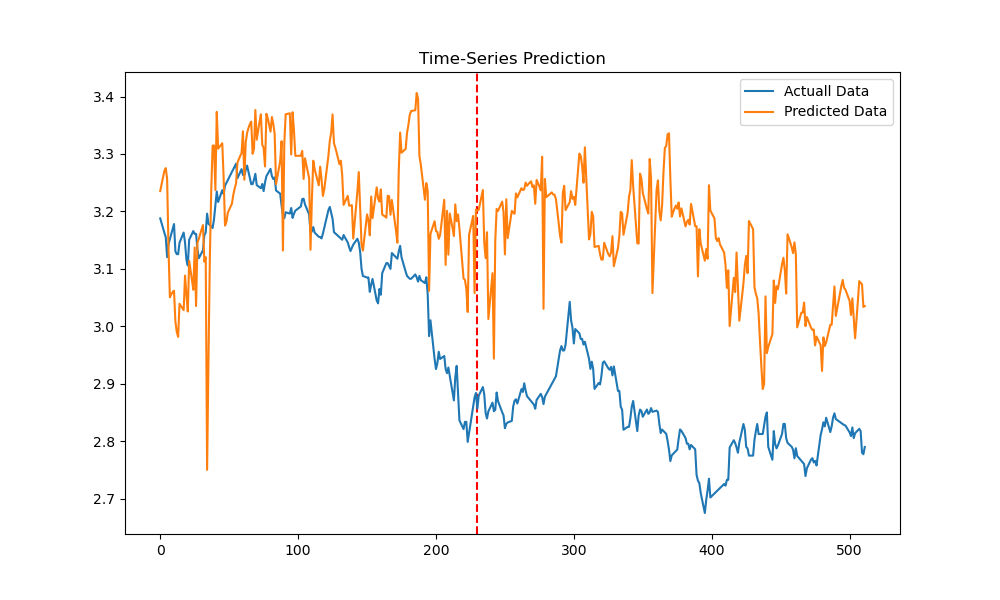 Time-Series Prediction
Actuall Data
Predicted Data
3.4
3.3
3.2
3.1
3.0
2.9
2.8
2.7
0 100 200 300 400 500